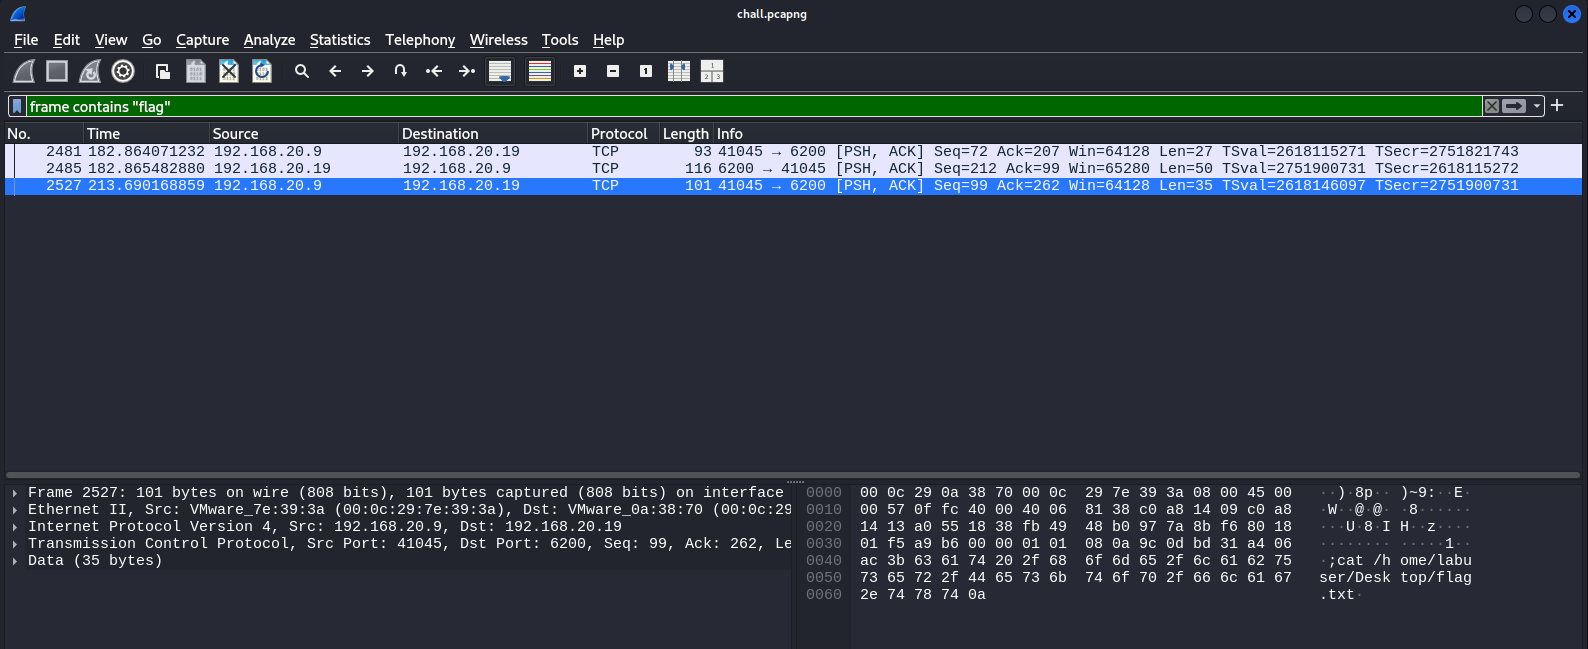 chall.pcapng
File Edit View Go Capture Analyze Statistics Telephony Wireless Tools Help
frame contains "flag"
No. Time Source Destination Protocol Length Info
2481 182.864071232 192.168.20.9 192.168.20.19 TCP 93 41045 → 6200 [PSH, ACK] Seq=72 Ack=207 Win=64128 Len=27 TSval=2618115271 TSecr=2751821743
2485 182.865482880 192.168.20.19 192.168.20.9 TCP 116 6200 → 41045 [PSH, ACK] Seq=212 Ack=99 Win=65280 Len=50 TSval=2751900731 TSecr=2618115272
2527 213.690168859 192.168.20.9 192.168.20.19 TCP 101 41045 → 6200 [PSH, ACK] Seq=99 Ack=262 Win=64128 Len=35 TSval=2618146097 TSecr=2751900731
Frame 2527: 101 bytes on wire (808 bits), 101 bytes captured (808 bits) on interface
Ethernet II, Src: VMware_7e:39:3a (00:0c:29:7e:39:3a), Dst: VMware_0a:38:70 (00:0c:29
Internet Protocol Version 4, Src: 192.168.20.9, Dst: 192.168.20.19
Transmission Control Protocol, Src Port: 41045, Dst Port: 6200, Seq: 99, Ack: 262, Le
Data (35 bytes)
0000 00 0c 29 0a 38 70 00 0c 29 7e 39 3a 08 00 45 00 ··)·8p·· )~9:··E·
0010 00 57 0f fc 40 00 40 06 81 38 c0 a8 14 09 c0 a8 ·W··@·@· ·8······
0020 14 13 a0 55 18 38 fb 49 48 b0 97 7a 8b f6 80 18 ···U·8·I H··z····
0030 01 f5 a9 b6 00 00 01 01 08 0a 9c 0d bd 31 a4 06 ········ ·····1··
0040 ac 3b 63 61 74 20 2f 68 6f 6d 65 2f 6c 61 62 75 ·;cat /h ome/labu
0050 73 65 72 2f 44 65 73 6b 74 6f 70 2f 66 6c 61 67 ser/Desk top/flag
0060 2e 74 78 74 0a .txt·